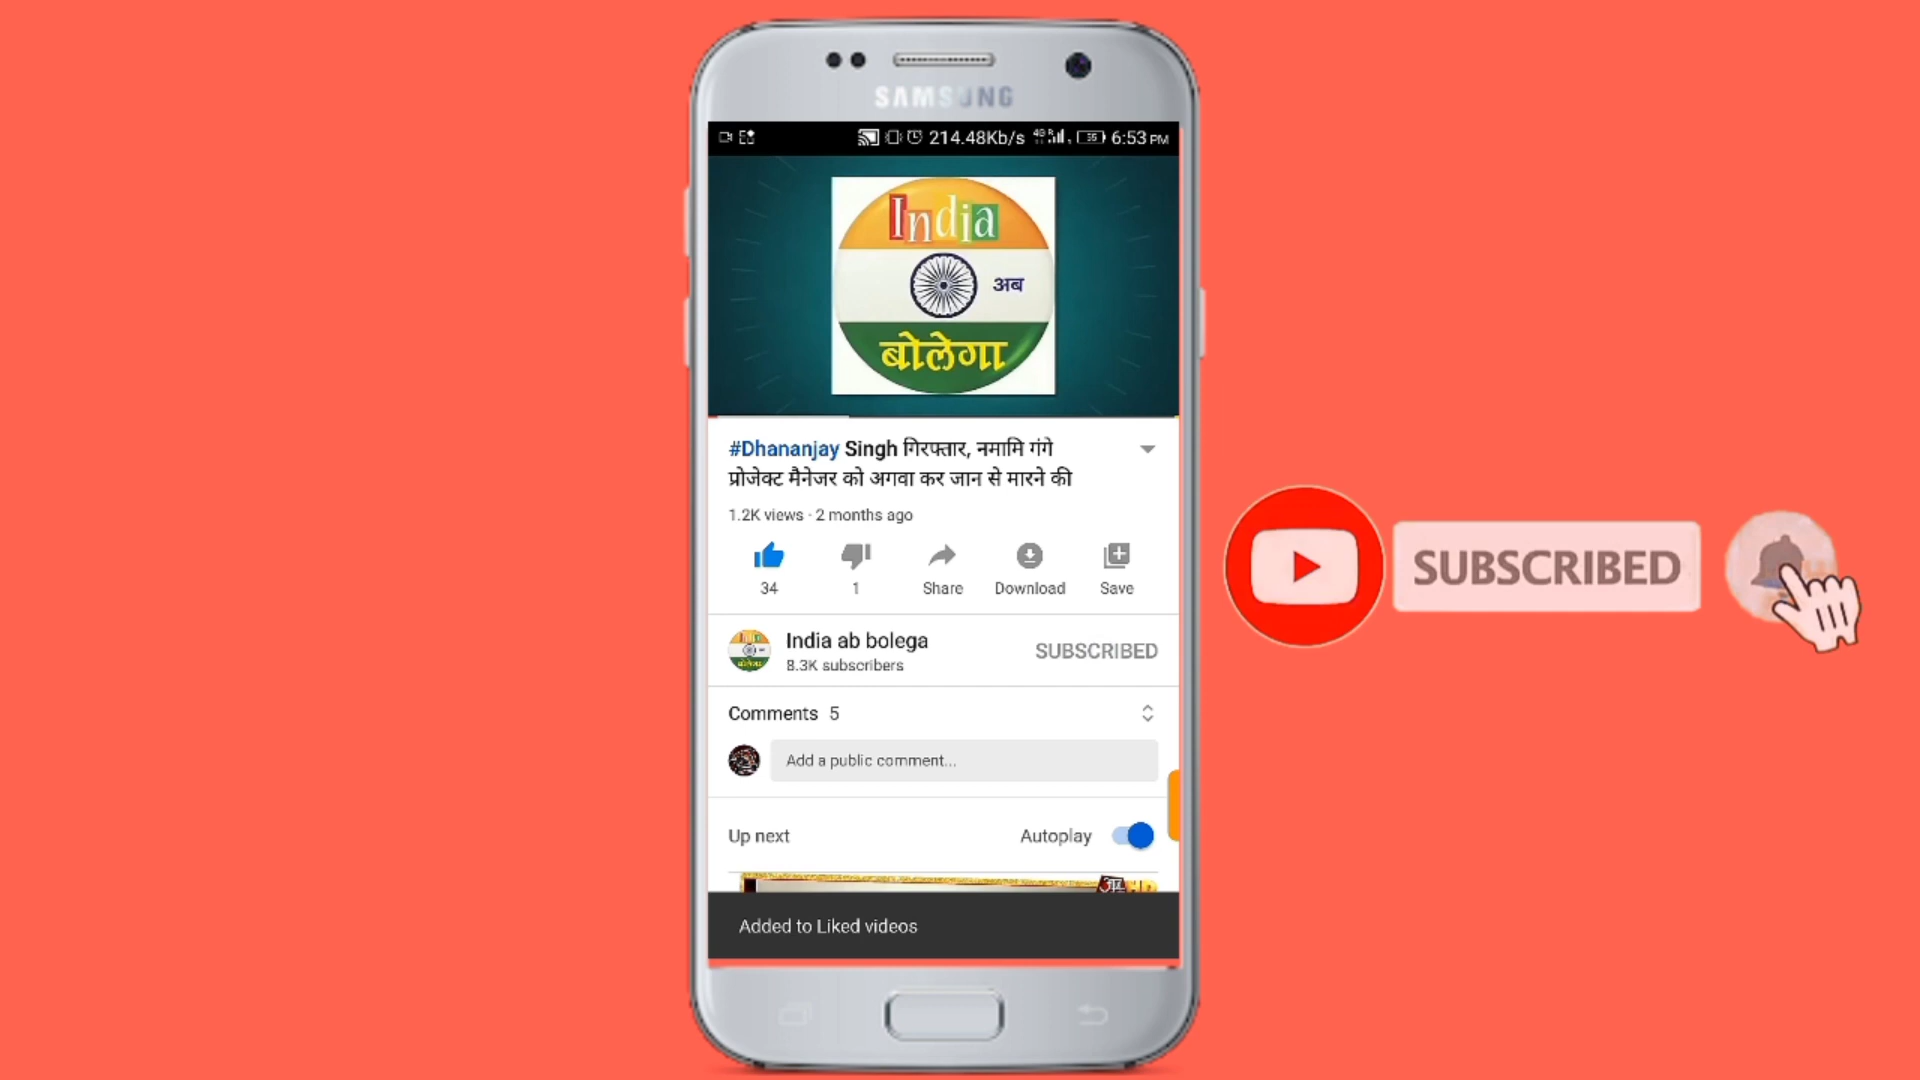 SAMSUNG
214.48Kb/s 4G R 35 6:53 PM
India
अब
बोलेगा
#Dhananjay Singh गिरफ्तार, नमामि गंगे
प्रोजेक्ट मैनेजर को अगवा कर जान से मारने की
1.2K views · 2 months ago
34 1 Share Download Save
India ab bolega
8.3K subscribers
SUBSCRIBED
Comments 5
Add a public comment...
Up next Autoplay
Added to Liked videos
SUBSCRIBED